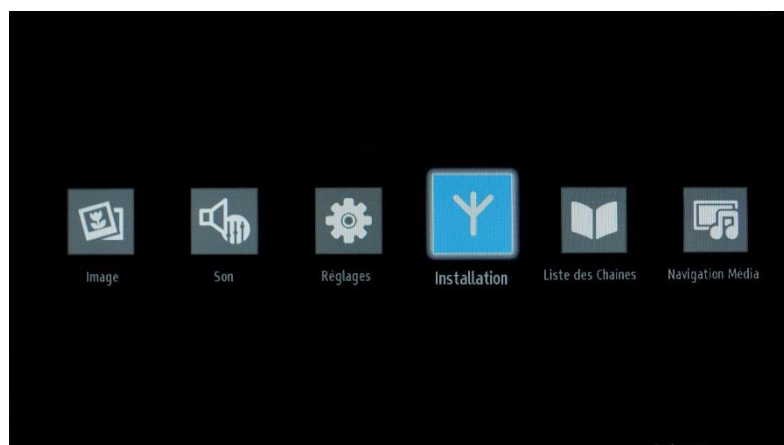 Image
Son
Réglages
Installation
Liste des Chaines
Navigation Média